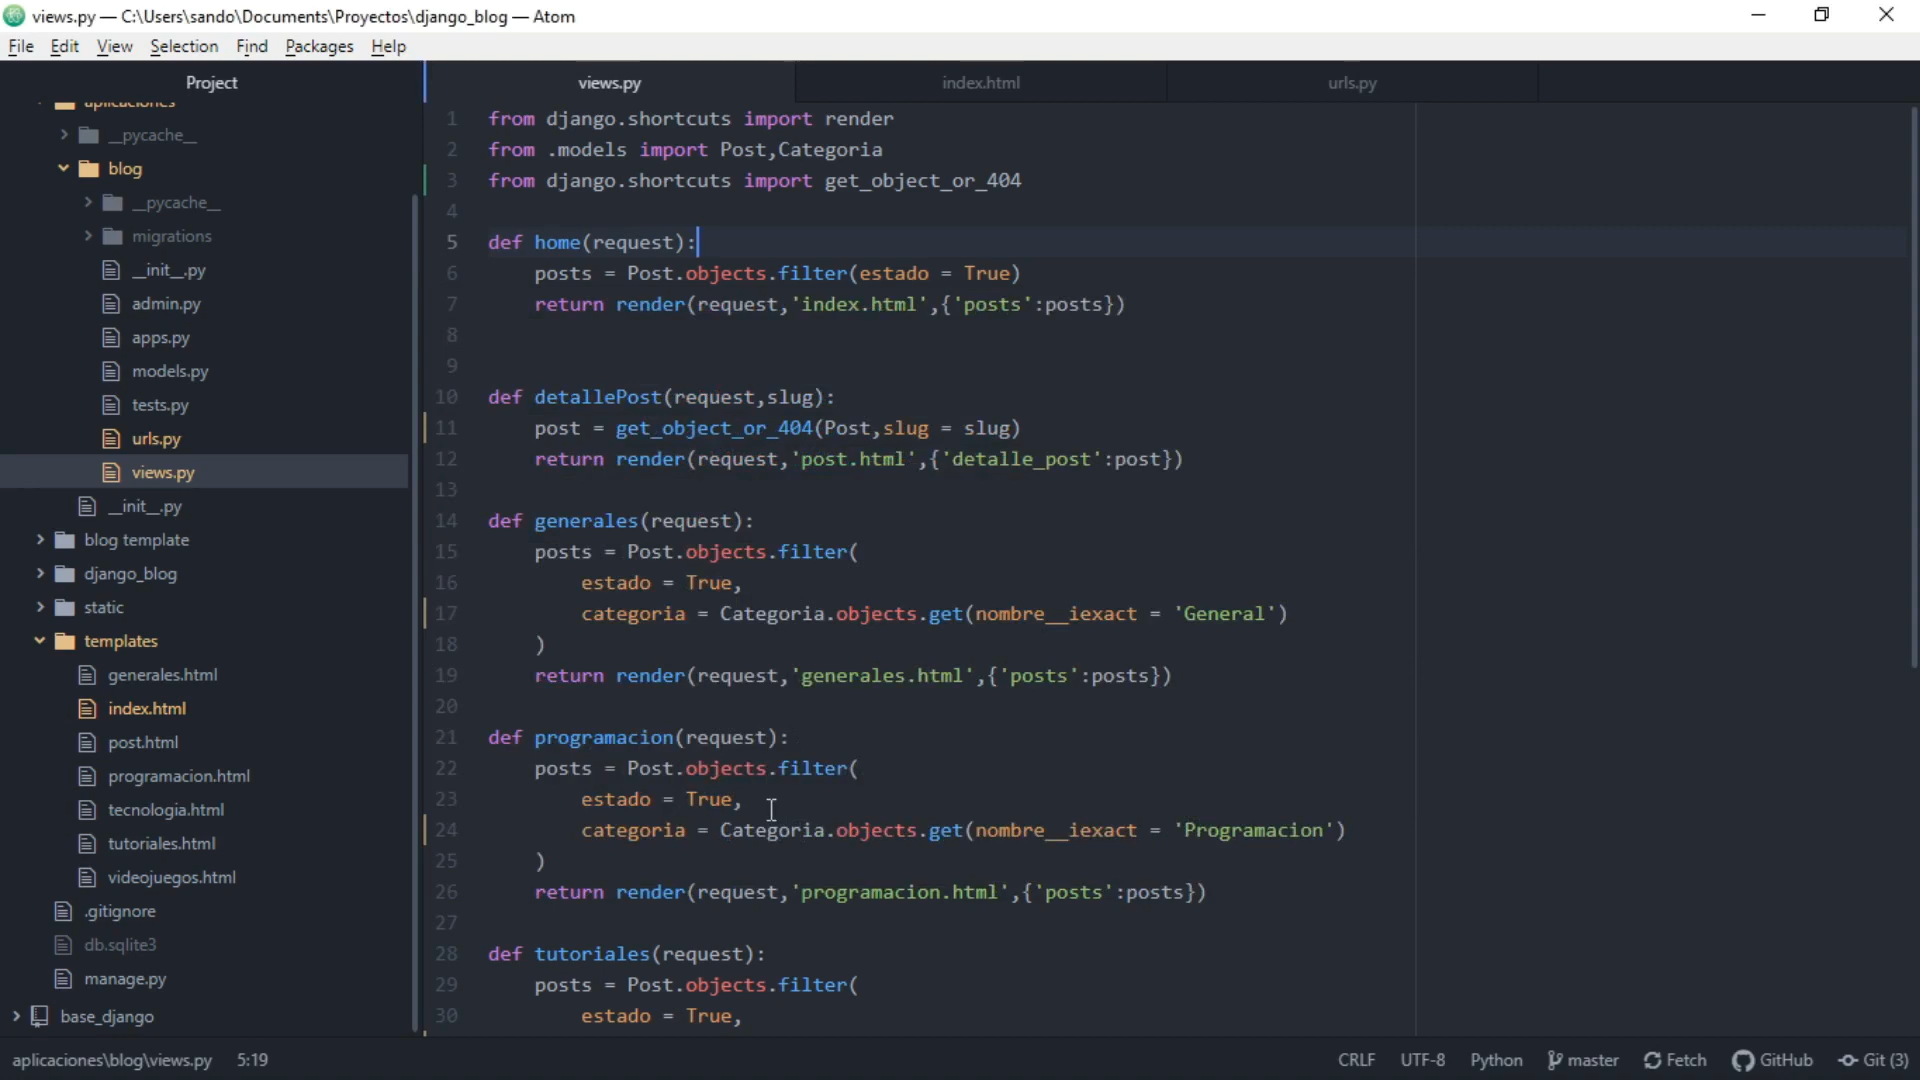 views.py — C:\Users\sando\Documents\Proyectos\django_blog — Atom
File Edit View Selection Find Packages Help
Project
views.py
index.html
urls.py
aplicaciones
__pycache__
blog
__pycache__
migrations
__init__.py
admin.py
apps.py
models.py
tests.py
urls.py
views.py
__init__.py
blog template
django_blog
static
templates
generales.html
index.html
post.html
programacion.html
tecnologia.html
tutoriales.html
videojuegos.html
.gitignore
db.sqlite3
manage.py
base_django
1 from django.shortcuts import render
2 from .models import Post,Categoria
3 from django.shortcuts import get_object_or_404
4
5 def home(request):
6     posts = Post.objects.filter(estado = True)
7     return render(request,'index.html',{'posts':posts})
8
9
10 def detallePost(request,slug):
11     post = get_object_or_404(Post,slug = slug)
12     return render(request,'post.html',{'detalle_post':post})
13
14 def generales(request):
15     posts = Post.objects.filter(
16         estado = True,
17         categoria = Categoria.objects.get(nombre__iexact = 'General')
18     )
19     return render(request,'generales.html',{'posts':posts})
20
21 def programacion(request):
22     posts = Post.objects.filter(
23         estado = True,
24         categoria = Categoria.objects.get(nombre__iexact = 'Programacion')
25     )
26     return render(request,'programacion.html',{'posts':posts})
27
28 def tutoriales(request):
29     posts = Post.objects.filter(
30         estado = True,
aplicaciones\blog\views.py 5:19 CRLF UTF-8 Python master Fetch GitHub Git (3)